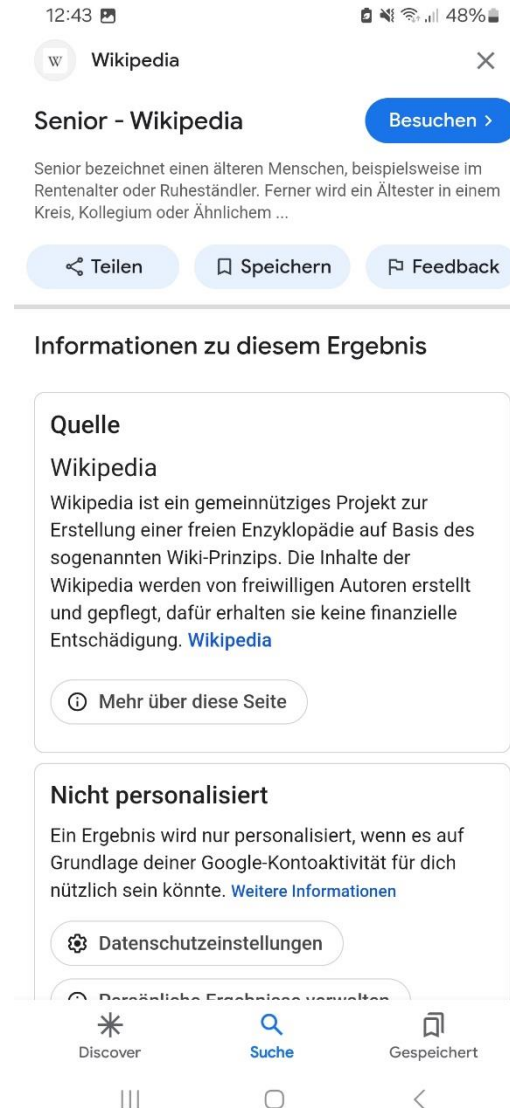 12:43 48%
W Wikipedia
Senior - Wikipedia
Besuchen >
Senior bezeichnet einen älteren Menschen, beispielsweise im
Rentenalter oder Ruheständler. Ferner wird ein Ältester in einem
Kreis, Kollegium oder Ähnlichem ...
Teilen Speichern Feedback
Informationen zu diesem Ergebnis
Quelle
Wikipedia
Wikipedia ist ein gemeinnütziges Projekt zur
Erstellung einer freien Enzyklopädie auf Basis des
sogenannten Wiki-Prinzips. Die Inhalte der
Wikipedia werden von freiwilligen Autoren erstellt
und gepflegt, dafür erhalten sie keine finanzielle
Entschädigung. Wikipedia
Mehr über diese Seite
Nicht personalisiert
Ein Ergebnis wird nur personalisiert, wenn es auf
Grundlage deiner Google-Kontoaktivität für dich
nützlich sein könnte. Weitere Informationen
Datenschutzeinstellungen
Persönliche Ergebnisse verwalten
Discover Suche Gespeichert